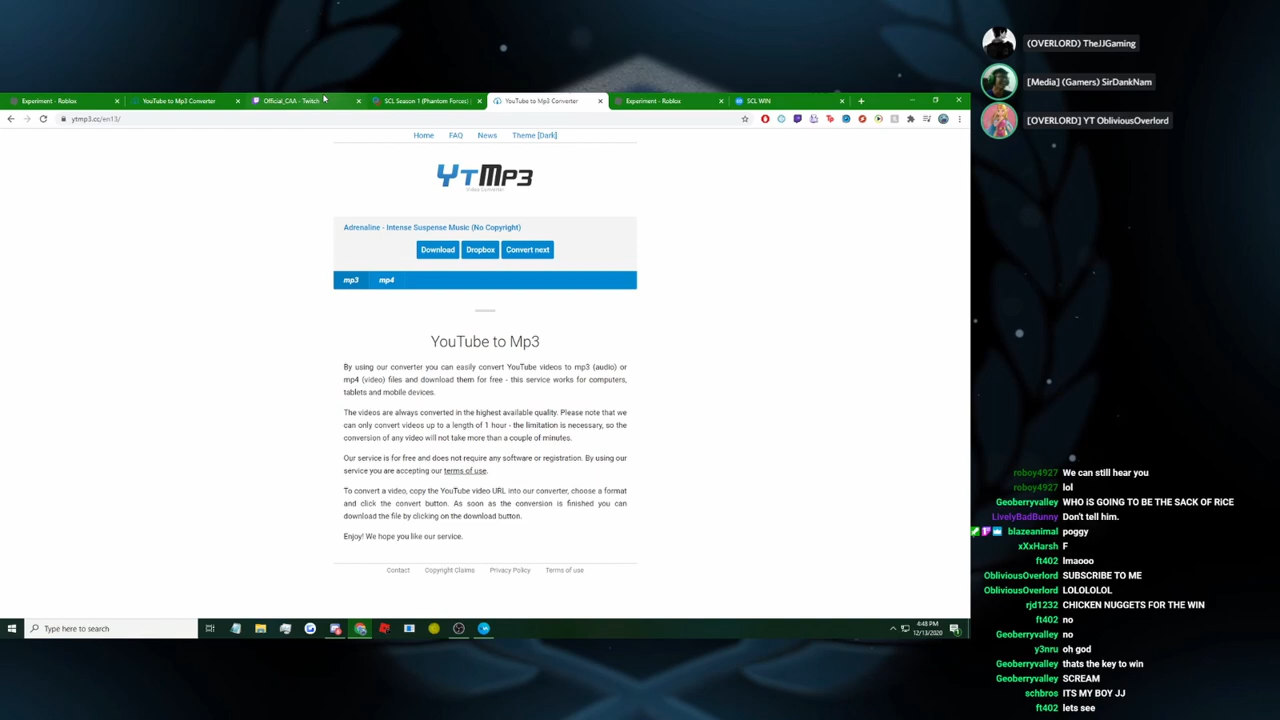 (OVERLORD) TheJJGaming
[Media] (Gamers) SirDankNam
[OVERLORD] YT ObliviousOverlord
Experiment - Roblox
YouTube to Mp3 Converter
Official_CAA - Twitch
SCL Season 1 (Phantom Forces) |
YouTube to Mp3 Converter
Experiment - Roblox
SCL WIN
ytmp3.cc/en13/
Home FAQ News Theme [Dark]
YTMP3
Video Converter
Adrenaline - Intense Suspense Music (No Copyright)
Download Dropbox Convert next
mp3 mp4
YouTube to Mp3
By using our converter you can easily convert YouTube videos to mp3 (audio) or
mp4 (video) files and download them for free - this service works for computers,
tablets and mobile devices.
The videos are always converted in the highest available quality. Please note that we
can only convert videos up to a length of 1 hour - the limitation is necessary, so the
conversion of any video will not take more than a couple of minutes.
Our service is for free and does not require any software or registration. By using our
service you are accepting our terms of use.
To convert a video, copy the YouTube video URL into our converter, choose a format
and click the convert button. As soon as the conversion is finished you can
download the file by clicking on the download button.
Enjoy! We hope you like our service.
Contact Copyright Claims Privacy Policy Terms of use
Type here to search
4:48 PM
12/13/2020
roboy4927 We can still hear you
roboy4927 lol
Geoberryvalley WHO iS GOING TO BE THE SACK OF RiCE
LivelyBadBunny Don't tell him.
blazeanimal poggy
xXxHarsh F
ft402 lmaooo
ObliviousOverlord SUBSCRIBE TO ME
ObliviousOverlord LOLOLOLOL
rjd1232 CHICKEN NUGGETS FOR THE WIN
ft402 no
Geoberryvalley no
y3nru oh god
Geoberryvalley thats the key to win
Geoberryvalley SCREAM
schbros ITS MY BOY JJ
ft402 lets see